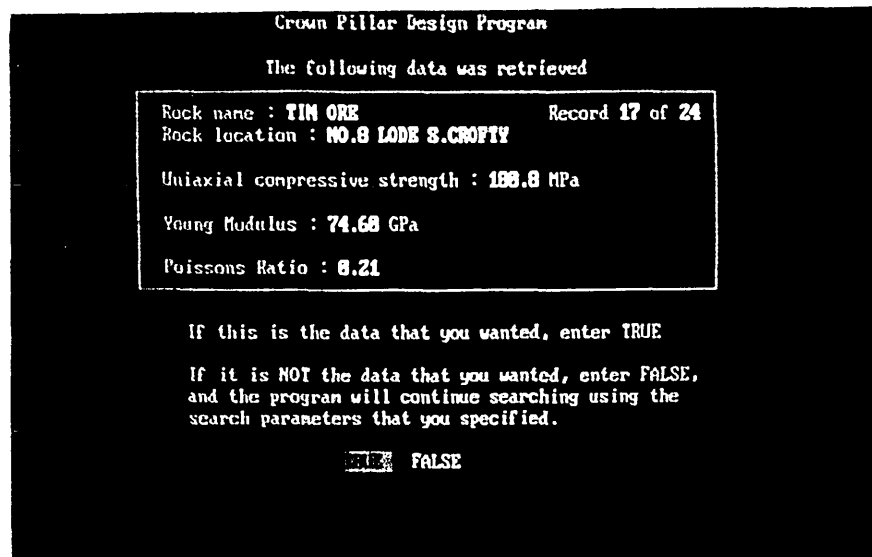 Crown Pillar Design Program
The following data was retrieved
Rock name : TIN ORE Record 17 of 24
Rock location : NO.8 LODE S.CROFTY
Uniaxial compressive strength : MPa
Young Modulus : 74.60 GPa
Poissons Ratio : 0.21
If this is the data that you wanted, enter TRUE
If it is NOT the data that you wanted, enter FALSE,
and the program will continue searching using the
search parameters that you specified.
TRUE FALSE